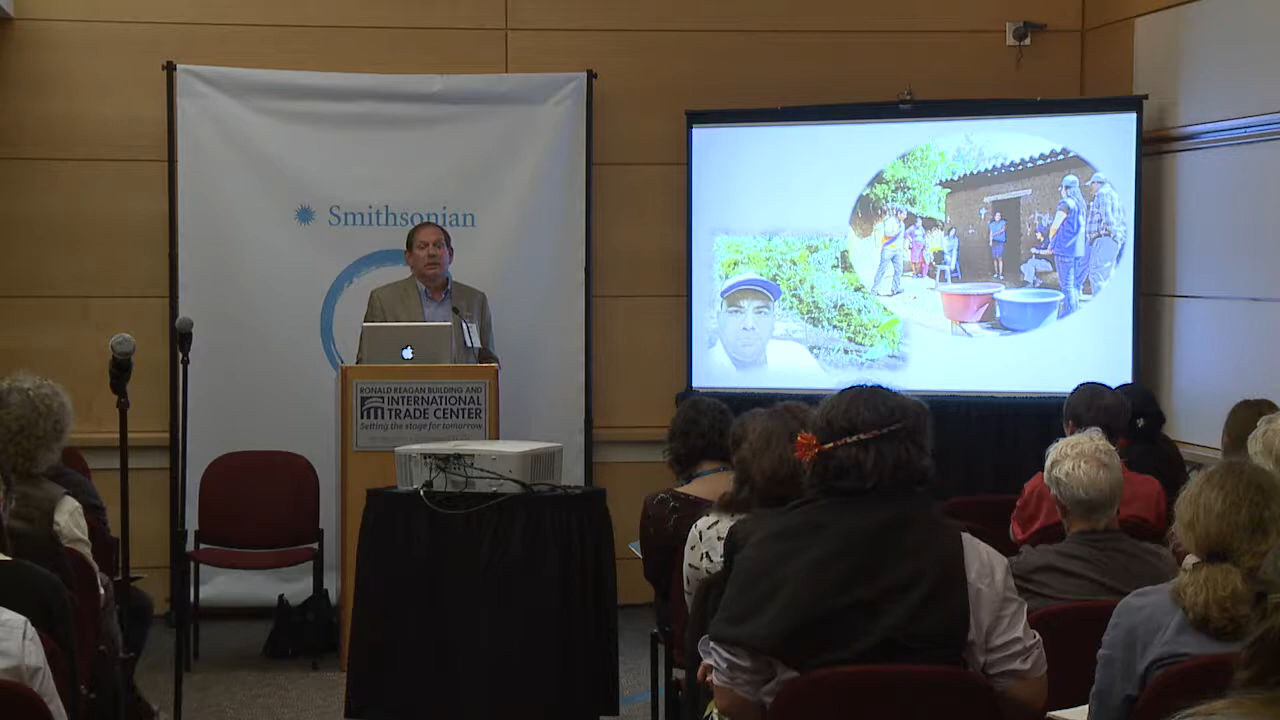 Smithsonian
RONALD REAGAN BUILDING AND
INTERNATIONAL
TRADE CENTER
Setting the stage for tomorrow